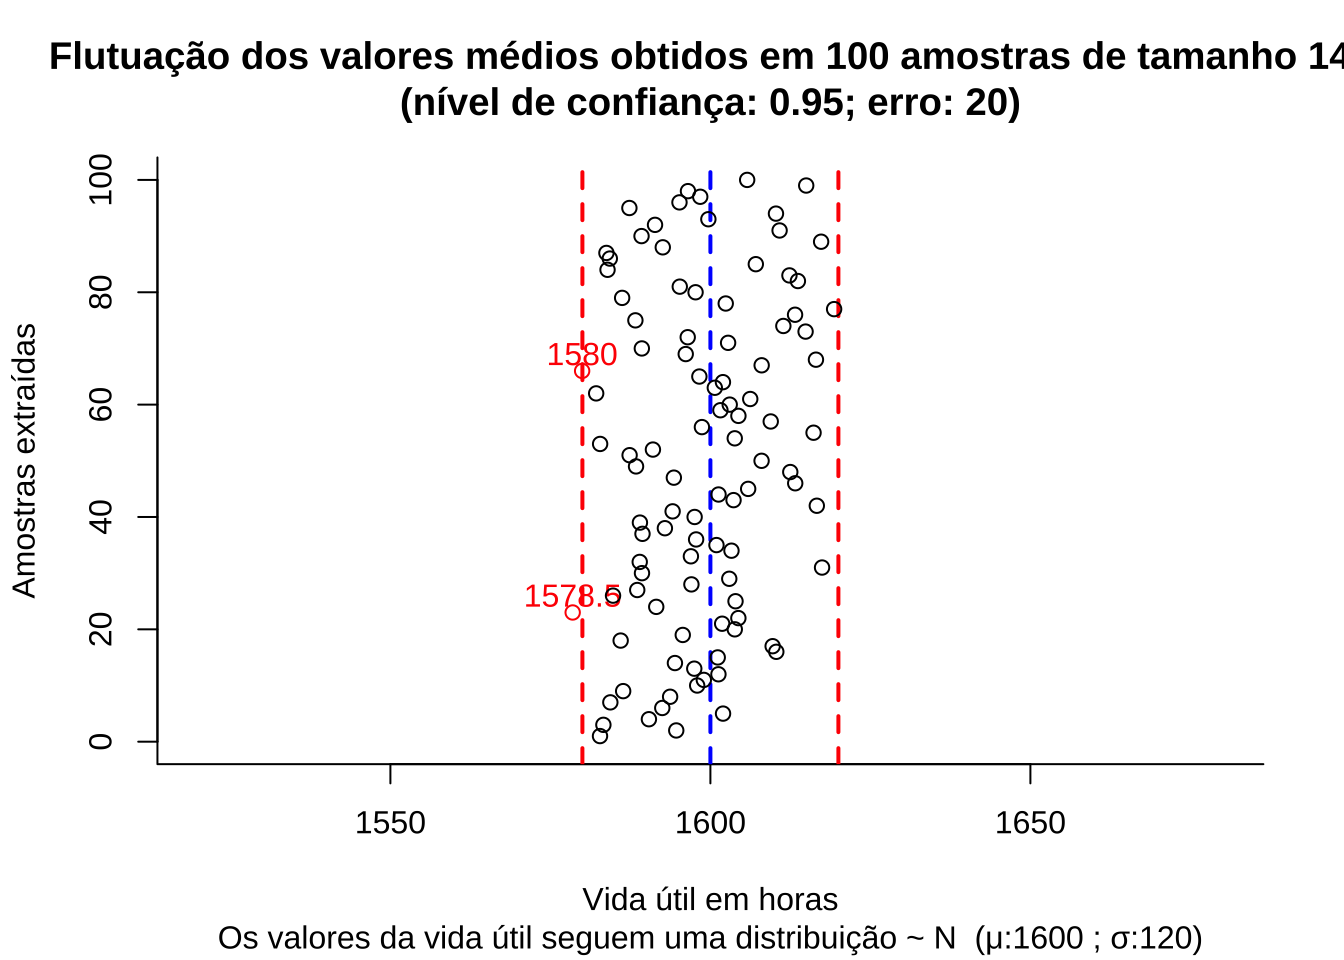 Flutuação dos valores médios obtidos em 100 amostras de tamanho 14
(nível de confiança: 0.95; erro: 20)
Amostras extraídas
100
80
60
40
20
0
1580
1578.5
1550 1600 1650
Vida útil em horas
Os valores da vida útil seguem uma distribuição ~ N (μ:1600 ; σ:120)